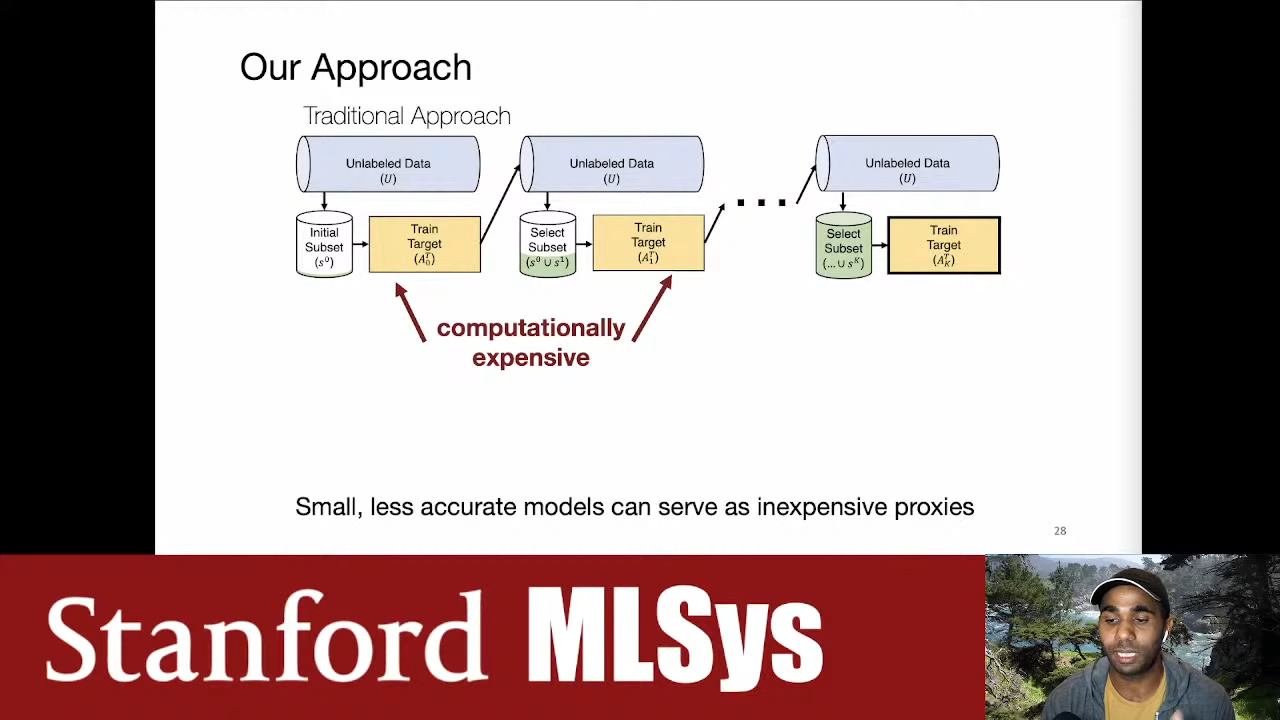 Our Approach
Traditional Approach
Unlabeled Data
(U)
Unlabeled Data
(U)
Unlabeled Data
(U)
Initial
Subset
(s⁰)
Train
Target
(A₀ᵀ)
Select
Subset
(s⁰ ∪ s¹)
Train
Target
(A₁ᵀ)
...
Select
Subset
(... ∪ sᴷ)
Train
Target
(A_Kᵀ)
computationally
expensive
Small, less accurate models can serve as inexpensive proxies
28
Stanford MLSys